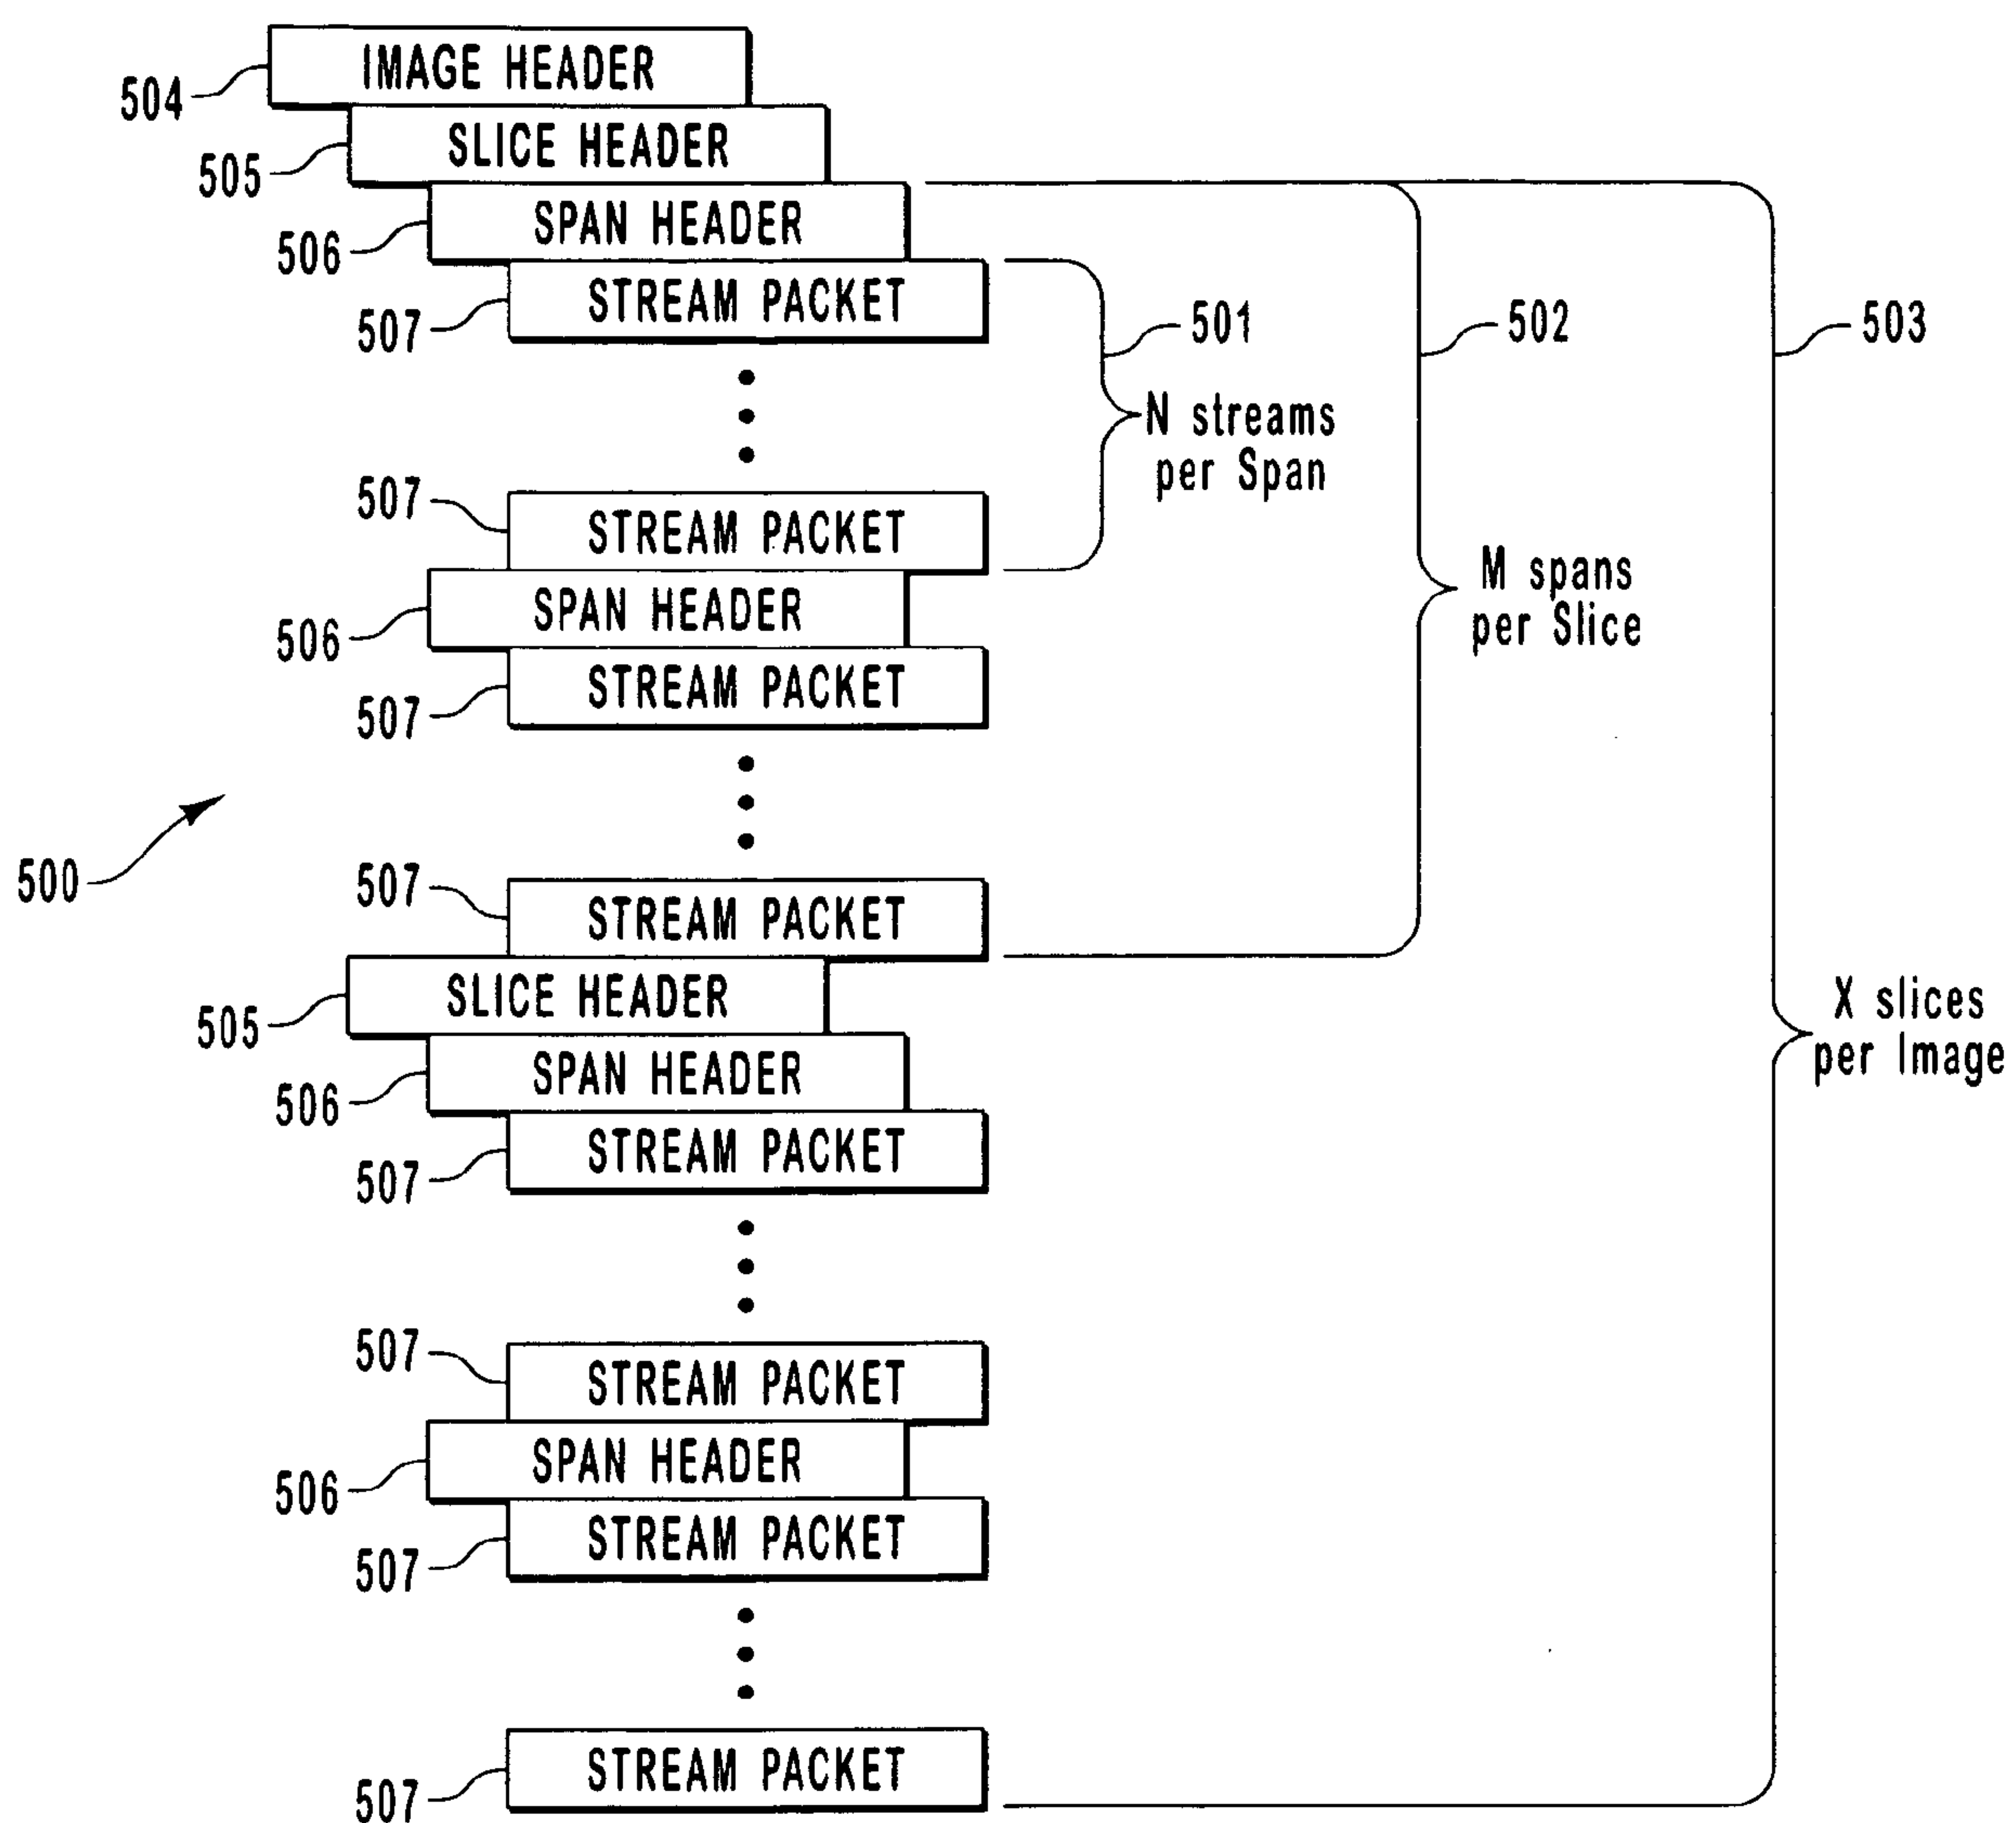 IMAGE HEADER
504
SLICE HEADER
505
SPAN HEADER
506
STREAM PACKET
507
501
502
503
N streams
per Span
507
STREAM PACKET
SPAN HEADER
506
M spans
per Slice
STREAM PACKET
507
500
507
STREAM PACKET
SLICE HEADER
505
X slices
per Image
SPAN HEADER
506
STREAM PACKET
507
507
STREAM PACKET
SPAN HEADER
506
STREAM PACKET
507
STREAM PACKET
507